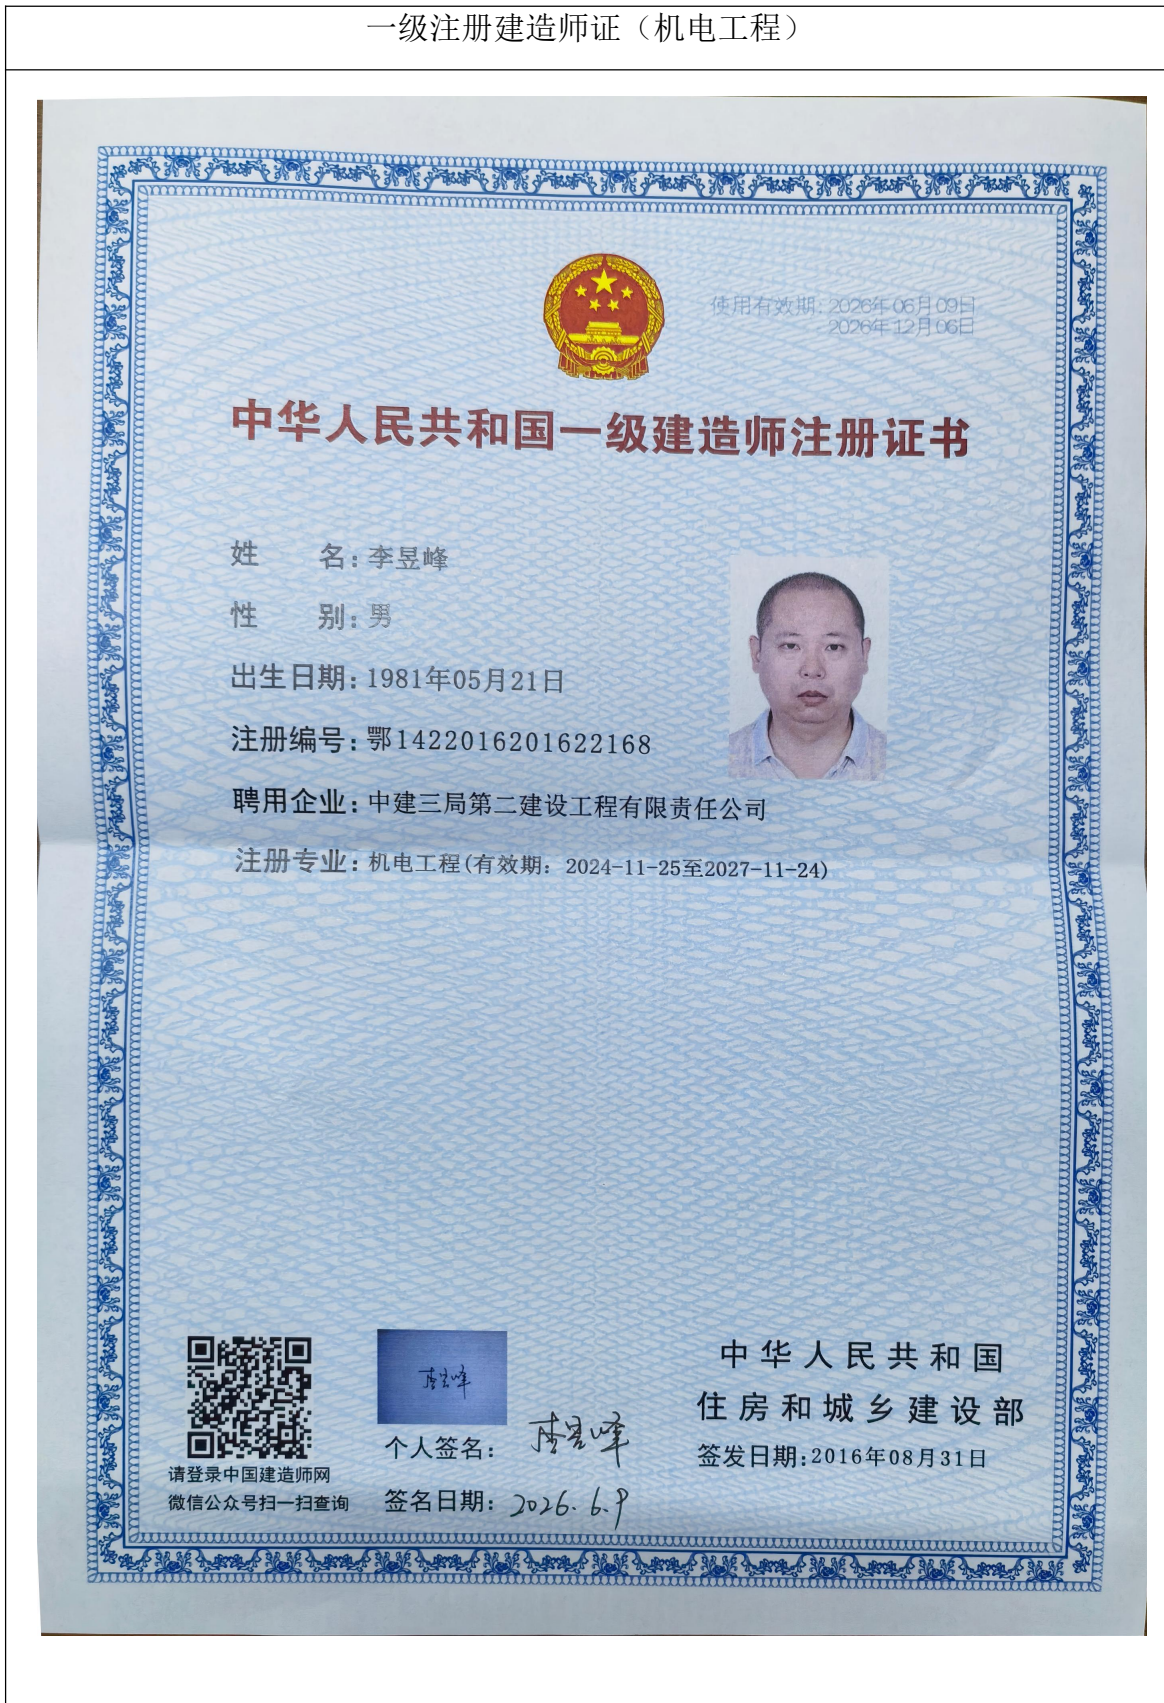 一级注册建造师证（机电工程）
使用有效期: 2026年06月09日
2026年12月06日
中华人民共和国一级建造师注册证书
姓 名: 李昱峰
性 别: 男
出生日期: 1981年05月21日
注册编号: 鄂1422016201622168
聘用企业: 中建三局第二建设工程有限责任公司
注册专业: 机电工程(有效期: 2024-11-25至2027-11-24)
请登录中国建造师网
微信公众号扫一扫查询
李昱峰
个人签名: 李昱峰
签名日期: 2026.6.9
中华人民共和国
住房和城乡建设部
签发日期:2016年08月31日